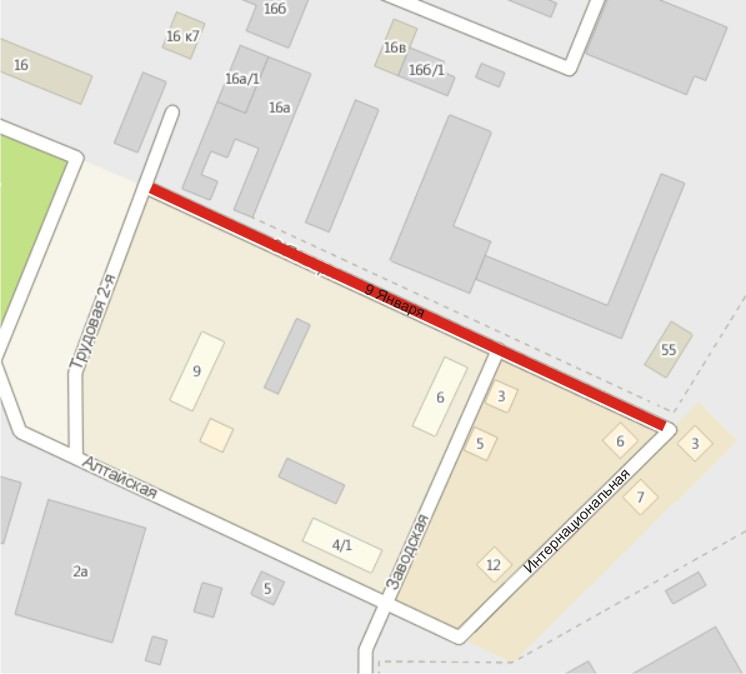 16б
16 к7
16в
16
16б/1
16а/1
16а
9 Января
Трудовая 2-я
55
9
6
3
6
3
5
7
Алтайская
Интернациональная
4/1
Заводская
12
2а
5